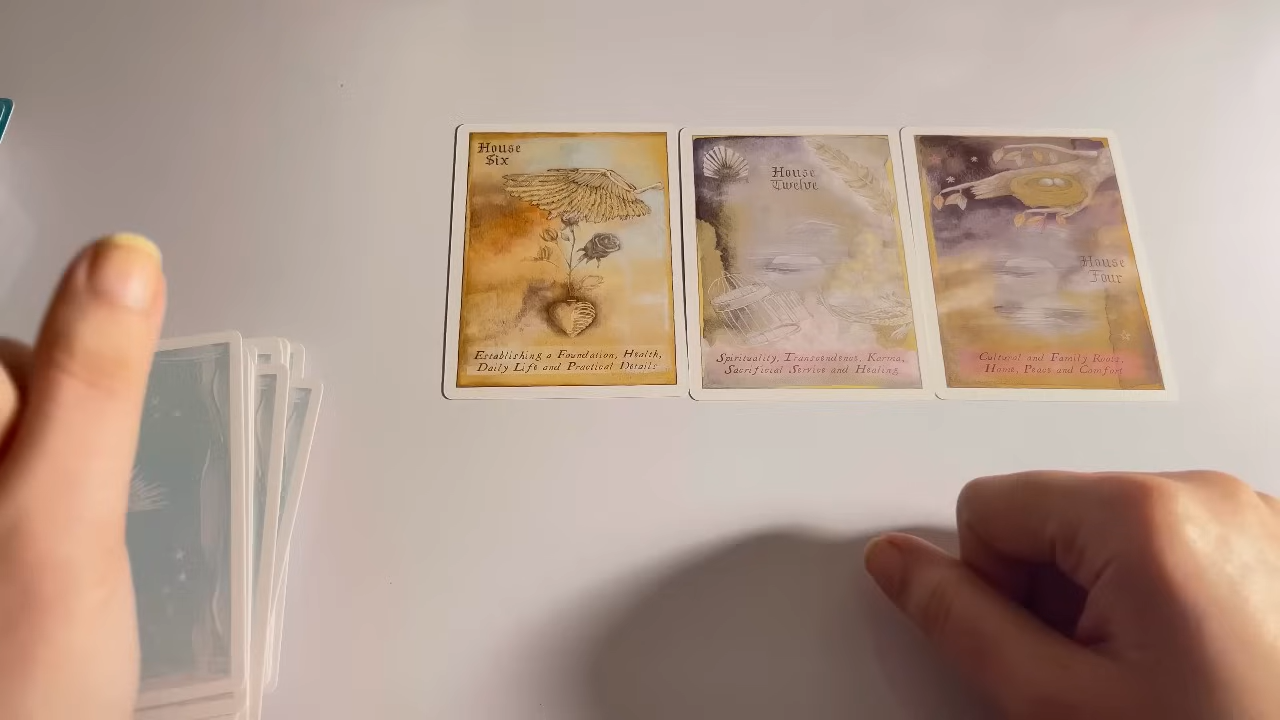 House
Six
Establishing a Foundation, Health,
Daily Life and Practical Details
House
Twelve
Spirituality, Transcendence, Karma,
Sacrificial Service and Healing
House
Four
Cultural and Family Roots,
Home, Peace and Comfort